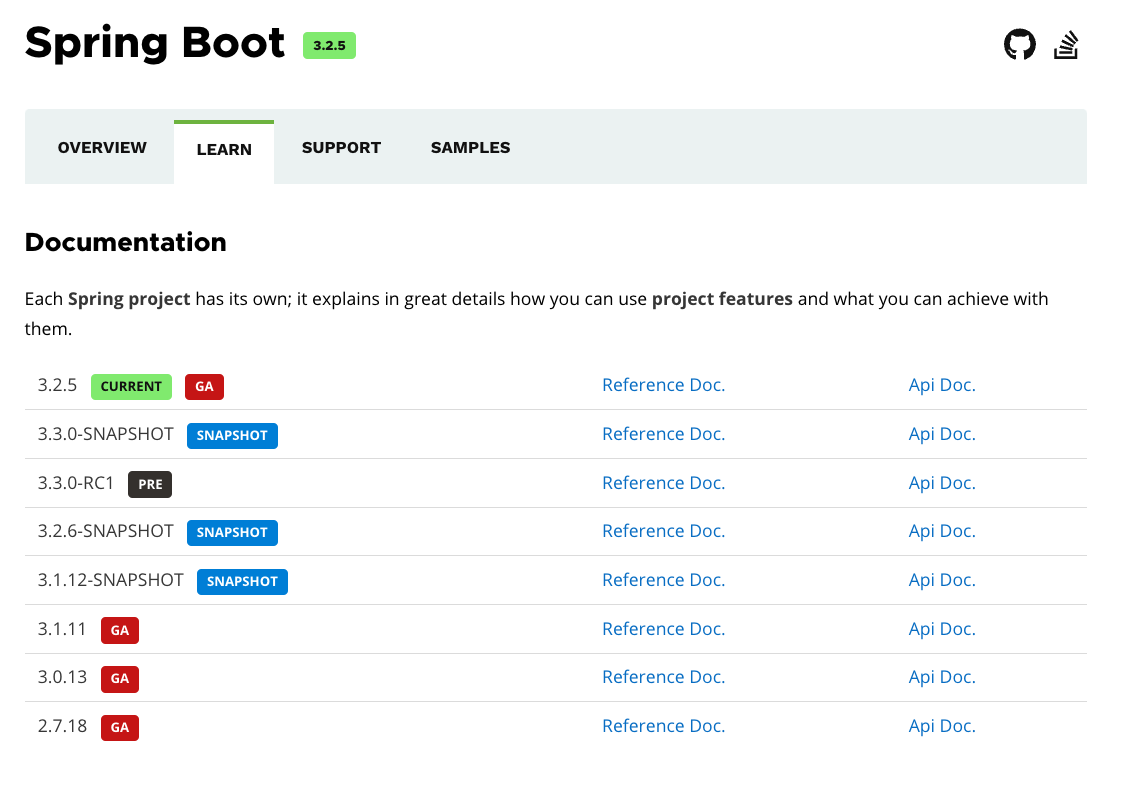 Spring Boot 3.2.5
OVERVIEW LEARN SUPPORT SAMPLES
Documentation
Each Spring project has its own; it explains in great details how you can use project features and what you can achieve with
them.
3.2.5 CURRENT GA Reference Doc. Api Doc.
3.3.0-SNAPSHOT SNAPSHOT Reference Doc. Api Doc.
3.3.0-RC1 PRE Reference Doc. Api Doc.
3.2.6-SNAPSHOT SNAPSHOT Reference Doc. Api Doc.
3.1.12-SNAPSHOT SNAPSHOT Reference Doc. Api Doc.
3.1.11 GA Reference Doc. Api Doc.
3.0.13 GA Reference Doc. Api Doc.
2.7.18 GA Reference Doc. Api Doc.